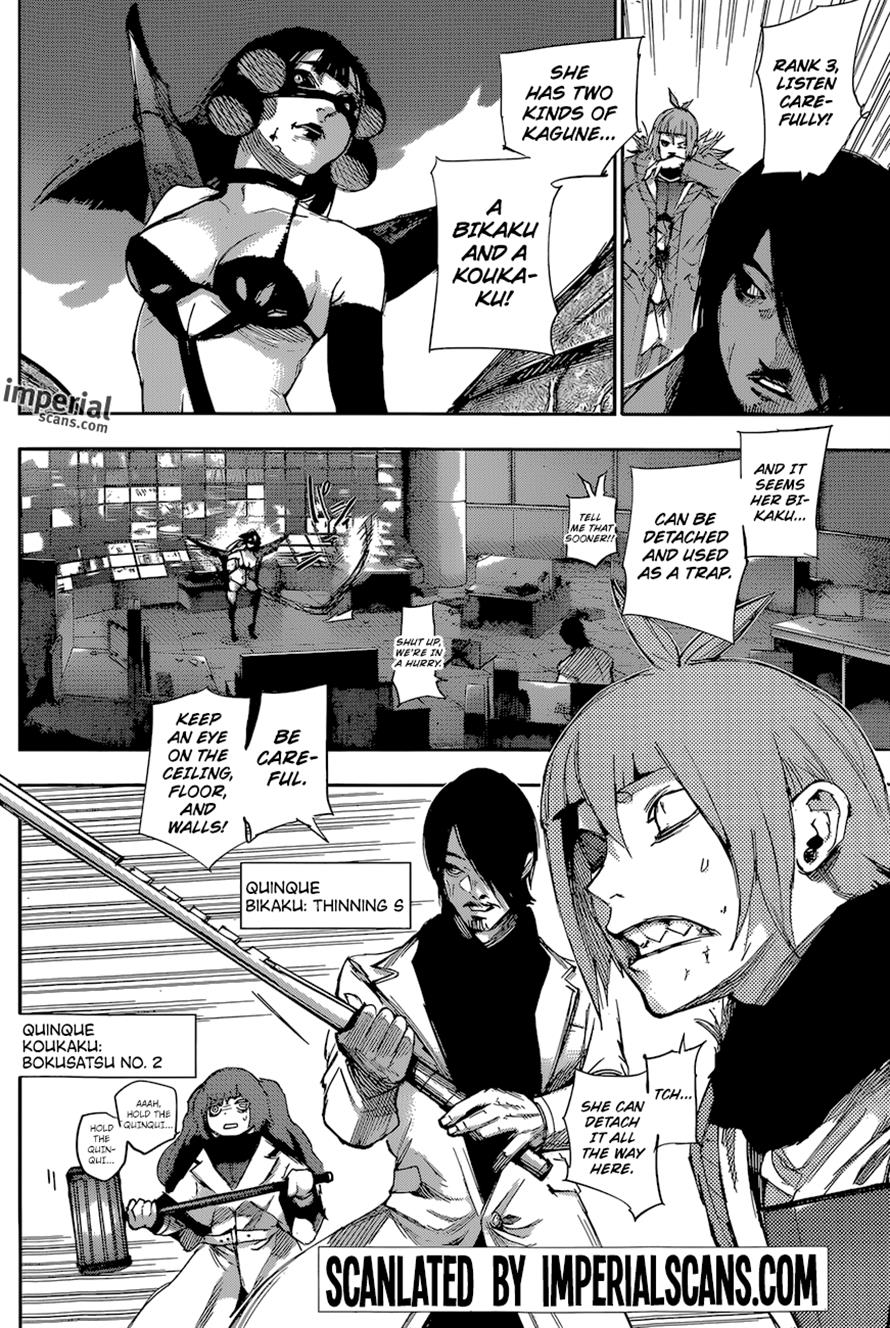 RANK 3,
LISTEN
CARE-
FULLY!
SHE
HAS TWO
KINDS OF
KAGUNE...
A
BIKAKU
AND A
KOUKA-
KU!
imperial
scans.com
AND IT
SEEMS
HER BI-
KAKU...
CAN BE
DETACHED
AND USED
AS A TRAP.
TELL
ME THAT
SOONER!!
SHUT UP,
WE'RE IN
A HURRY.
BE
CARE-
FUL.
KEEP
AN EYE
ON THE
CEILING,
FLOOR,
AND
WALLS!
QUINQUE
BIKAKU: THINNING S
QUINQUE
KOUKAKU:
BOKUSATSU NO. 2
AAAH,
HOLD THE
QUINQUI...
HOLD
THE
QUIN-
QUI...
TCH...
SHE CAN
DETACH
IT ALL
THE WAY
HERE.
SCANLATED BY IMPERIALSCANS.COM